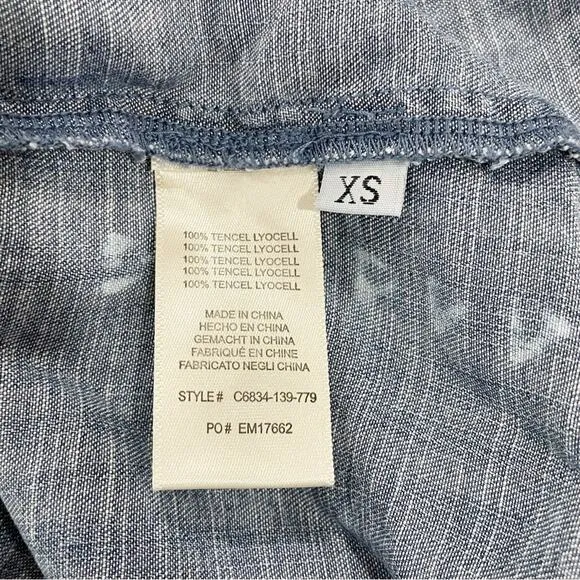 XS
100% TENCEL LYOCELL
100% TENCEL LYOCELL
100% TENCEL LYOCELL
100% TENCEL LYOCELL
100% TENCEL LYOCELL
MADE IN CHINA
HECHO EN CHINA
GEMACHT IN CHINA
FABRIQUÉ EN CHINE
FABRICATO NEGLI CHINA
STYLE # C6834-139-779
PO # EM17662